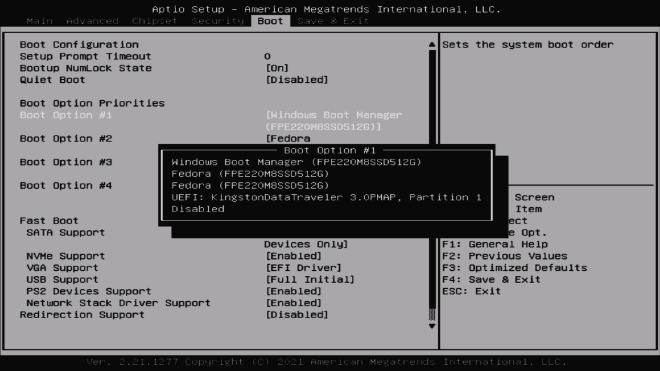 Aptio Setup – American Megatrends International, LLC.
Main Advanced Chipset Security Boot Save & Exit
Boot Configuration
Setup Prompt Timeout 0
Bootup NumLock State [On]
Quiet Boot [Disabled]
Boot Option Priorities
Boot Option #1 [Windows Boot Manager
(FPE220M8SSD512G)]
Boot Option #2 [Fedora
Boot Option #3
Boot Option #4
Fast Boot
SATA Support
Devices Only]
NVMe Support [Enabled]
VGA Support [EFI Driver]
USB Support [Full Initial]
PS2 Devices Support [Enabled]
Network Stack Driver Support [Enabled]
Redirection Support [Disabled]
Boot Option #1
Windows Boot Manager (FPE220M8SSD512G)
Fedora (FPE220M8SSD512G)
Fedora (FPE220M8SSD512G)
UEFI: KingstonDataTraveler 3.0PMAP, Partition 1
Disabled
Sets the system boot order
Screen
Item
ect
e Opt.
F1: General Help
F2: Previous Values
F3: Optimized Defaults
F4: Save & Exit
ESC: Exit
Ver. 2.21.1277 Copyright (C) 2021 American Megatrends International, LLC.